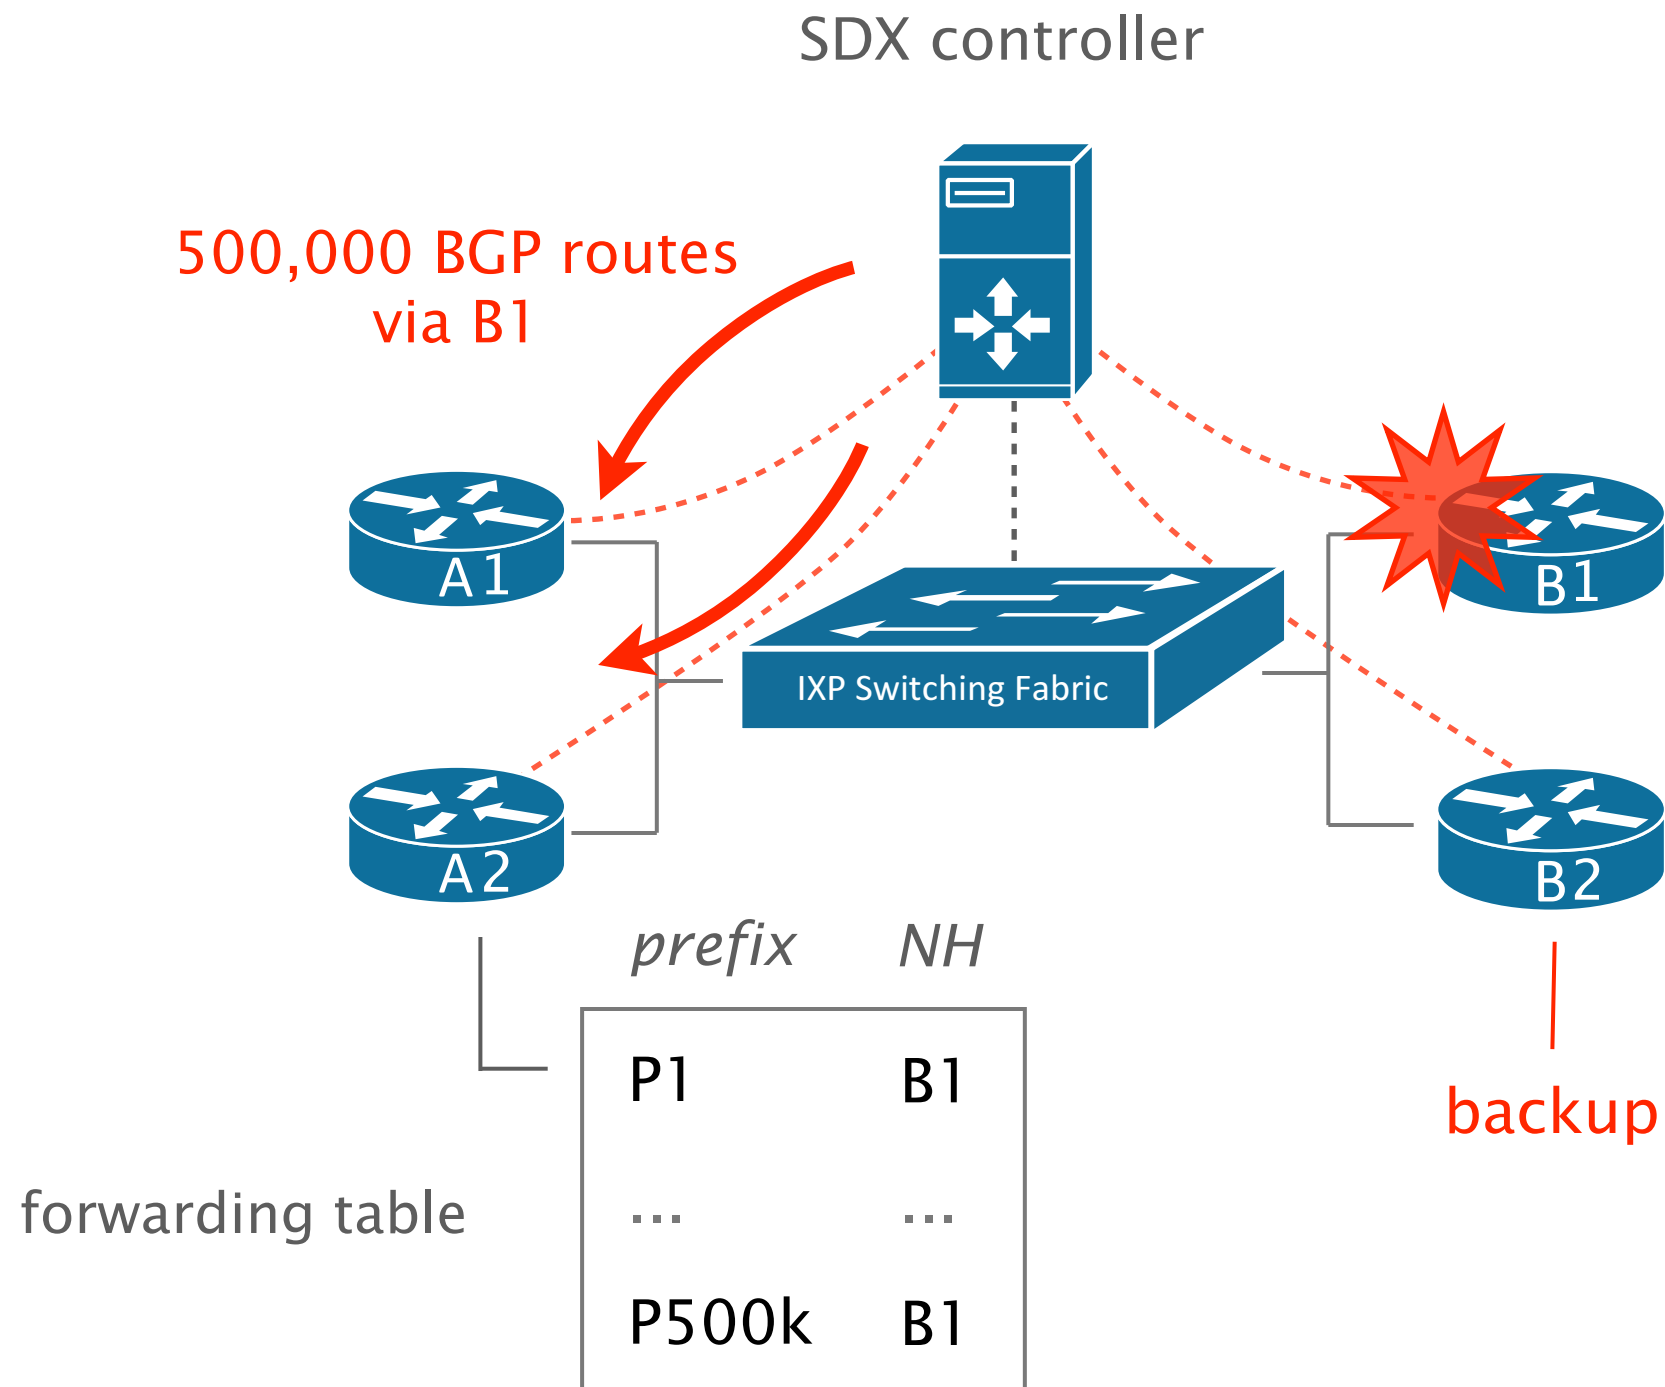 SDX controller
500,000 BGP routes
via B1
A1
B1
IXP Switching Fabric
A2
B2
prefix NH
P1 B1
backup
forwarding table
... ...
P500k B1